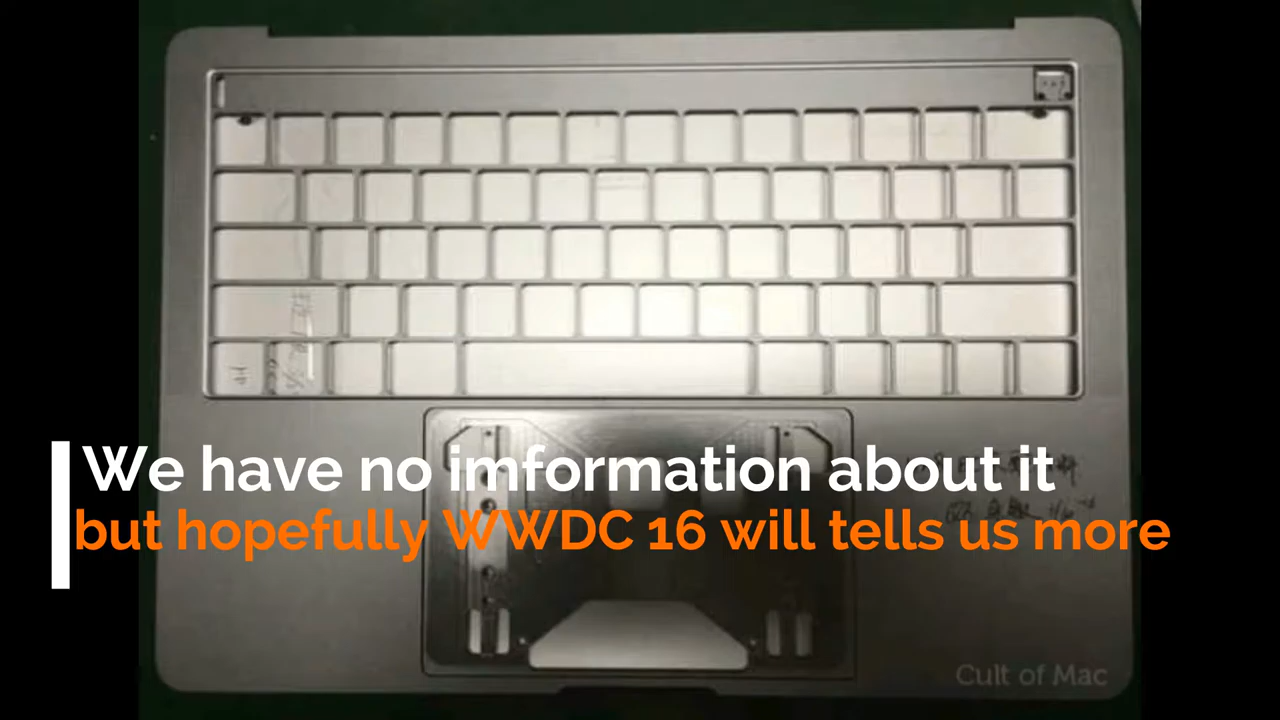 We have no imformation about it
but hopefully WWDC 16 will tells us more
Cult of Mac